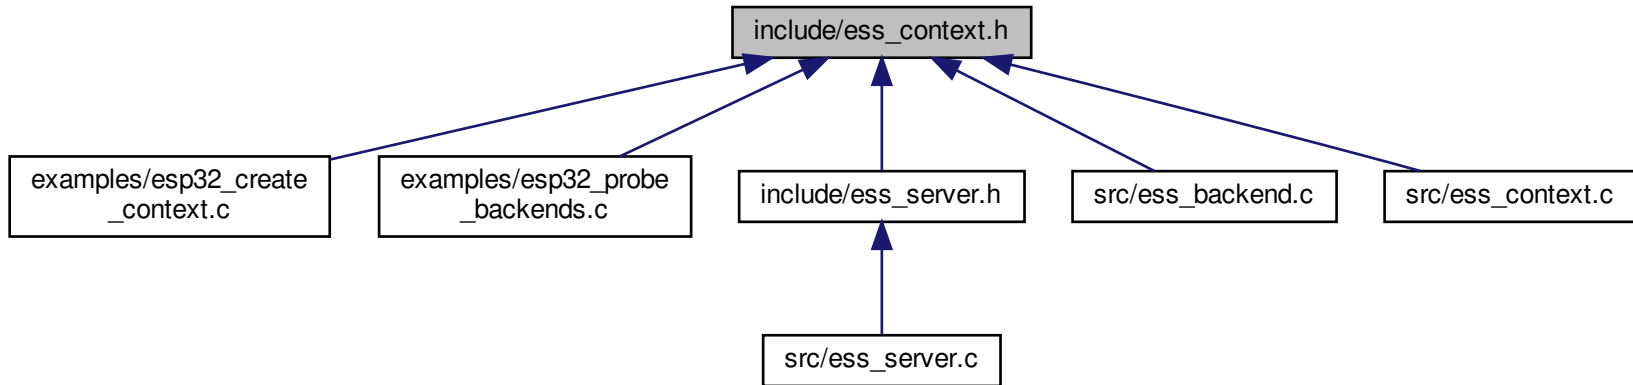 include/ess_context.h
examples/esp32_create
_context.c
examples/esp32_probe
_backends.c
include/ess_server.h
src/ess_backend.c
src/ess_context.c
src/ess_server.c